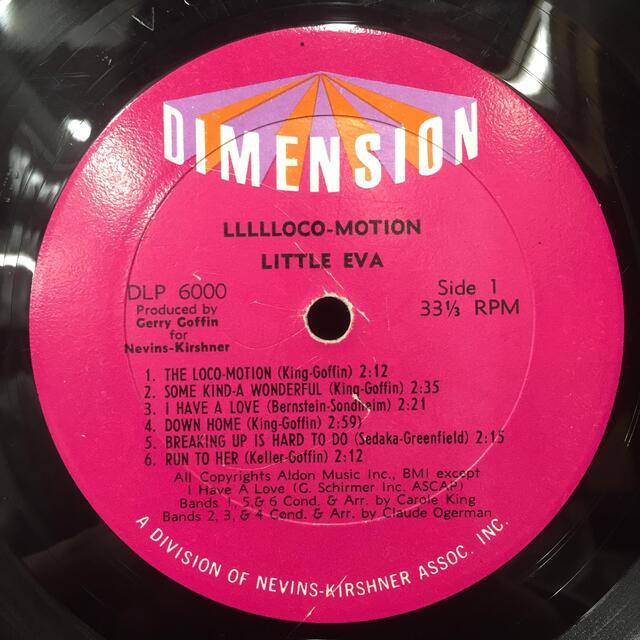 DIMENSION
LLLLLOCO-MOTION
LITTLE EVA
DLP 6000
Produced by
Gerry Goffin
for
Nevins-Kirshner
Side 1
33⅓ RPM
1. THE LOCO-MOTION (King-Goffin) 2:12
2. SOME KIND-A WONDERFUL (King-Goffin) 2:35
3. I HAVE A LOVE (Bernstein-Sondheim) 2:21
4. DOWN HOME (King-Goffin) 2:59)
5. BREAKING UP IS HARD TO DO (Sedaka-Greenfield) 2:15
6. RUN TO HER (Keller-Goffin) 2:12
All Copyrights Aldon Music Inc., BMI except
I Have A Love (G. Schirmer Inc. ASCAP)
Bands 1, 5,& 6 Cond. & Arr. by Carole King
Bands 2, 3, & 4 Cond. & Arr. by Claude Ogerman
A DIVISION OF NEVINS-KIRSHNER ASSOC. INC.